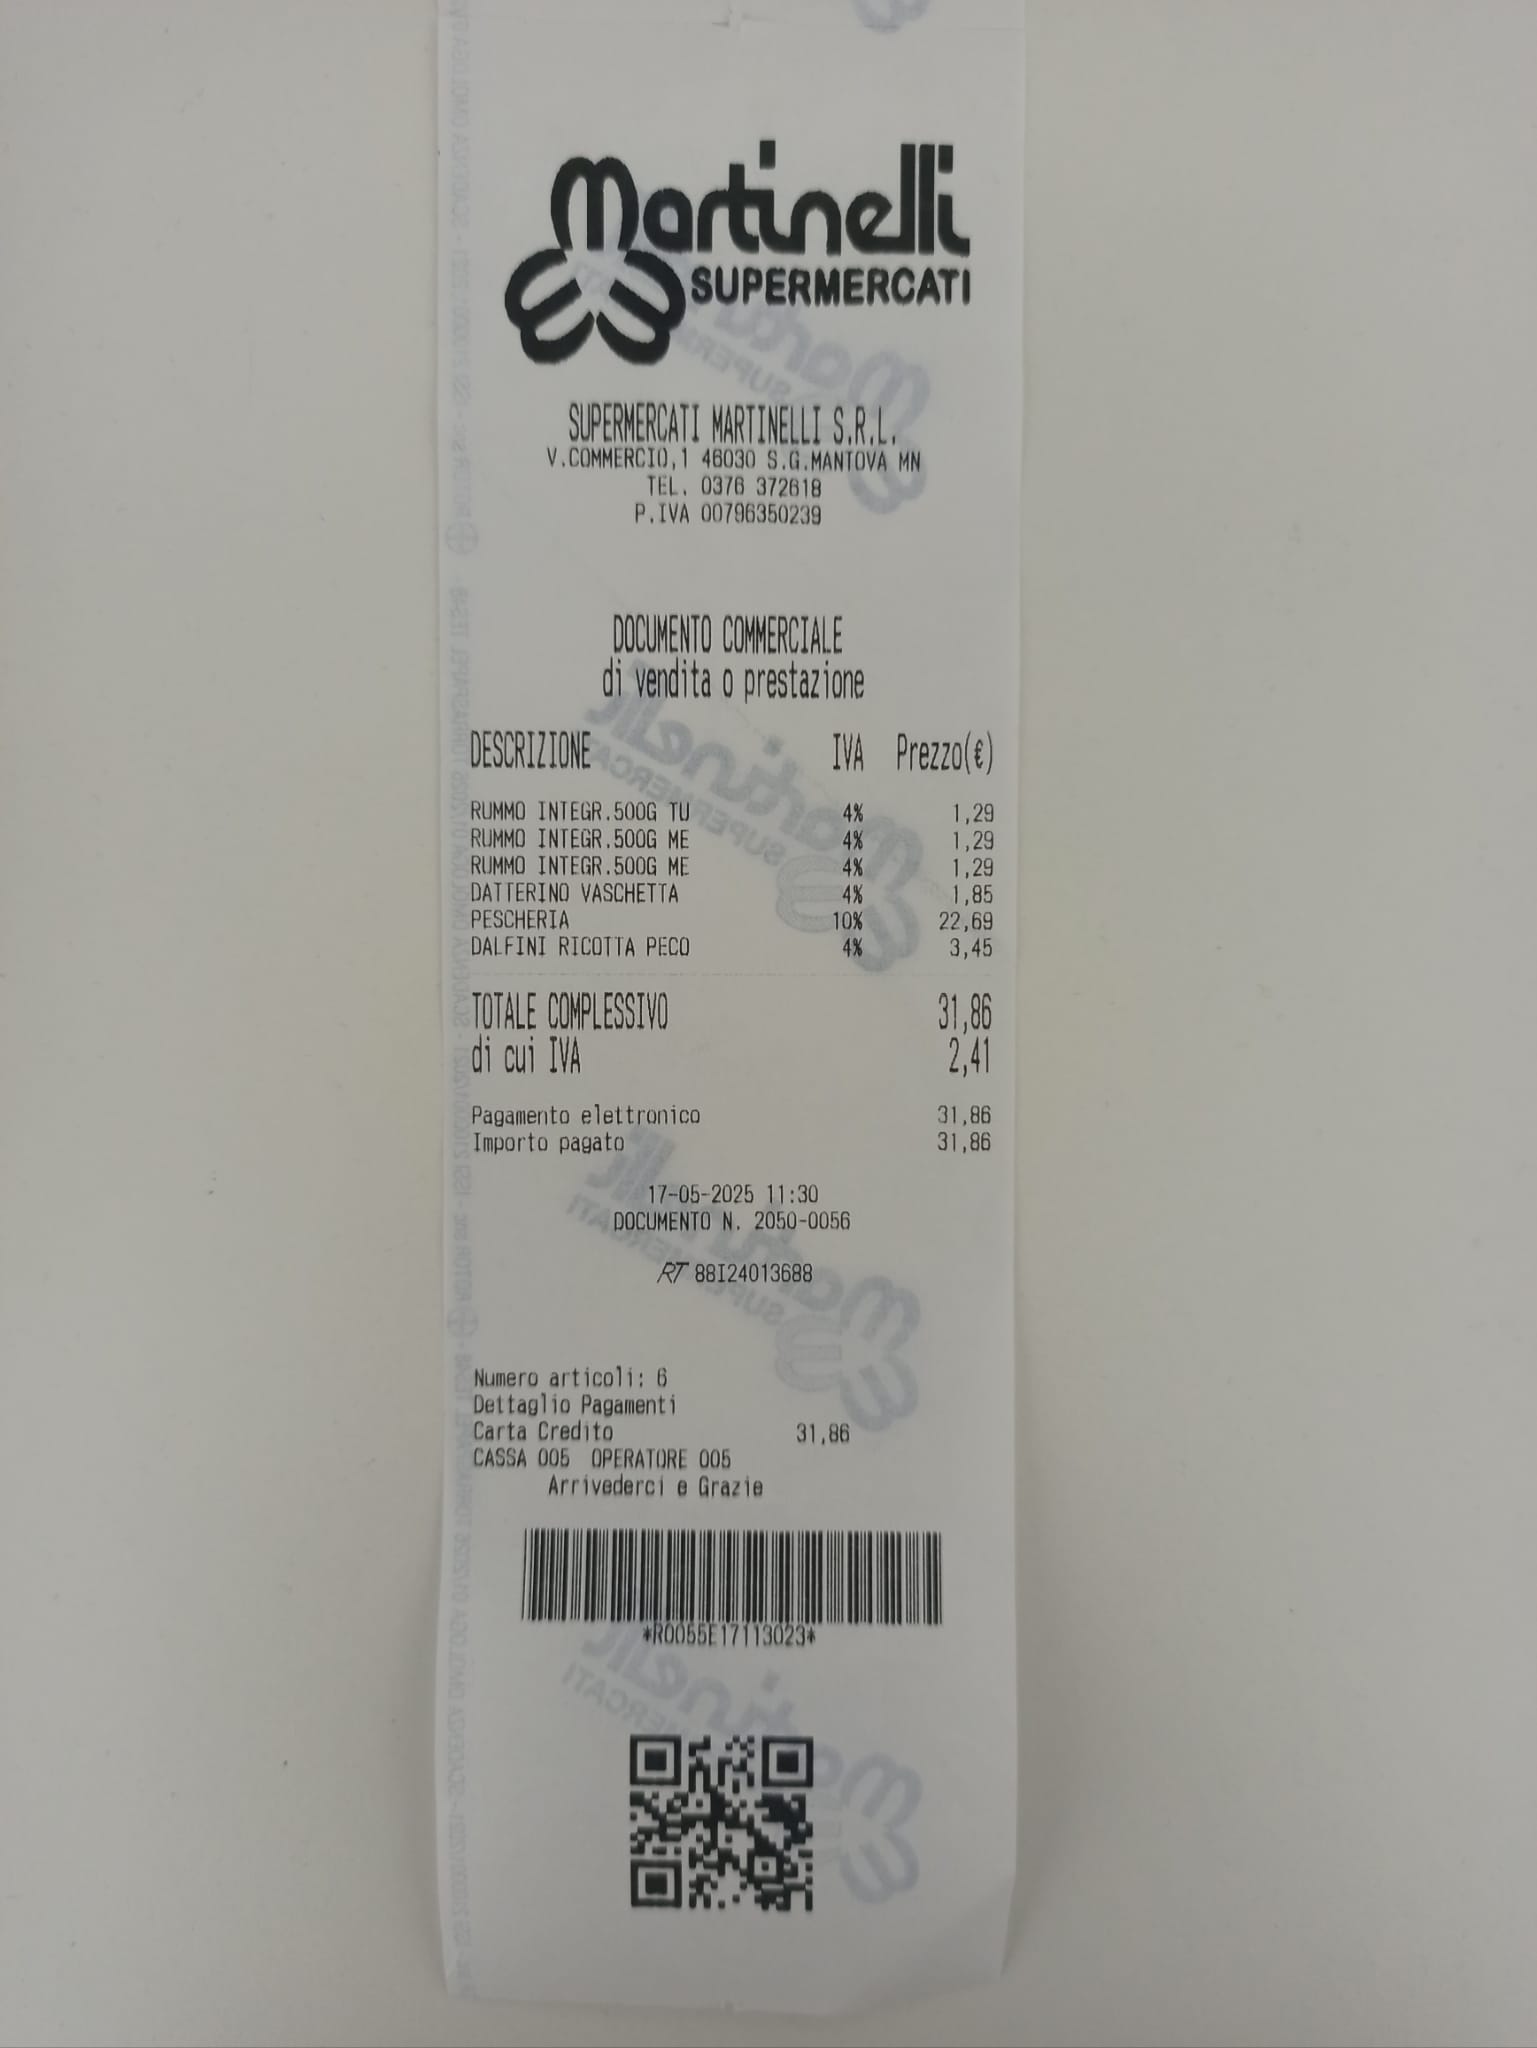 Martinelli
SUPERMERCATI
SUPERMERCATI MARTINELLI S.R.L.
V.COMMERCIO,1 46030 S.G.MANTOVA MN
TEL. 0376 372618
P.IVA 00796350239
DOCUMENTO COMMERCIALE
di vendita o prestazione
DESCRIZIONE IVA Prezzo(€)
RUMMO INTEGR.500G TU 4% 1,29
RUMMO INTEGR.500G ME 4% 1,29
RUMMO INTEGR.500G ME 4% 1,29
DATTERINO VASCHETTA 4% 1,85
PESCHERIA 10% 22,69
DALFINI RICOTTA PECO 4% 3,45
TOTALE COMPLESSIVO 31,86
di cui IVA 2,41
Pagamento elettronico 31,86
Importo pagato 31,86
17-05-2025 11:30
DOCUMENTO N. 2050-0056
RT 88I24013688
Numero articoli: 6
Dettaglio Pagamenti
Carta Credito 31,86
CASSA 005 OPERATORE 005
Arrivederci e Grazie
*R0055E17113023*